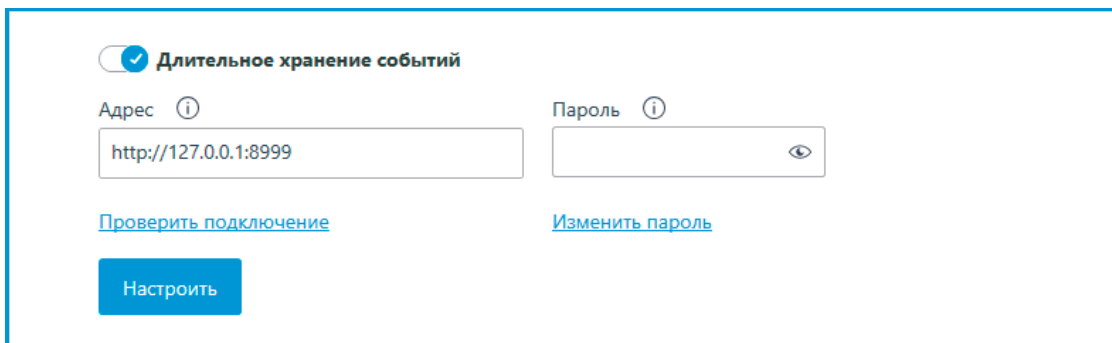 Длительное хранение событий
Адрес
Пароль
http://127.0.0.1:8999
Проверить подключение
Изменить пароль
Настроить